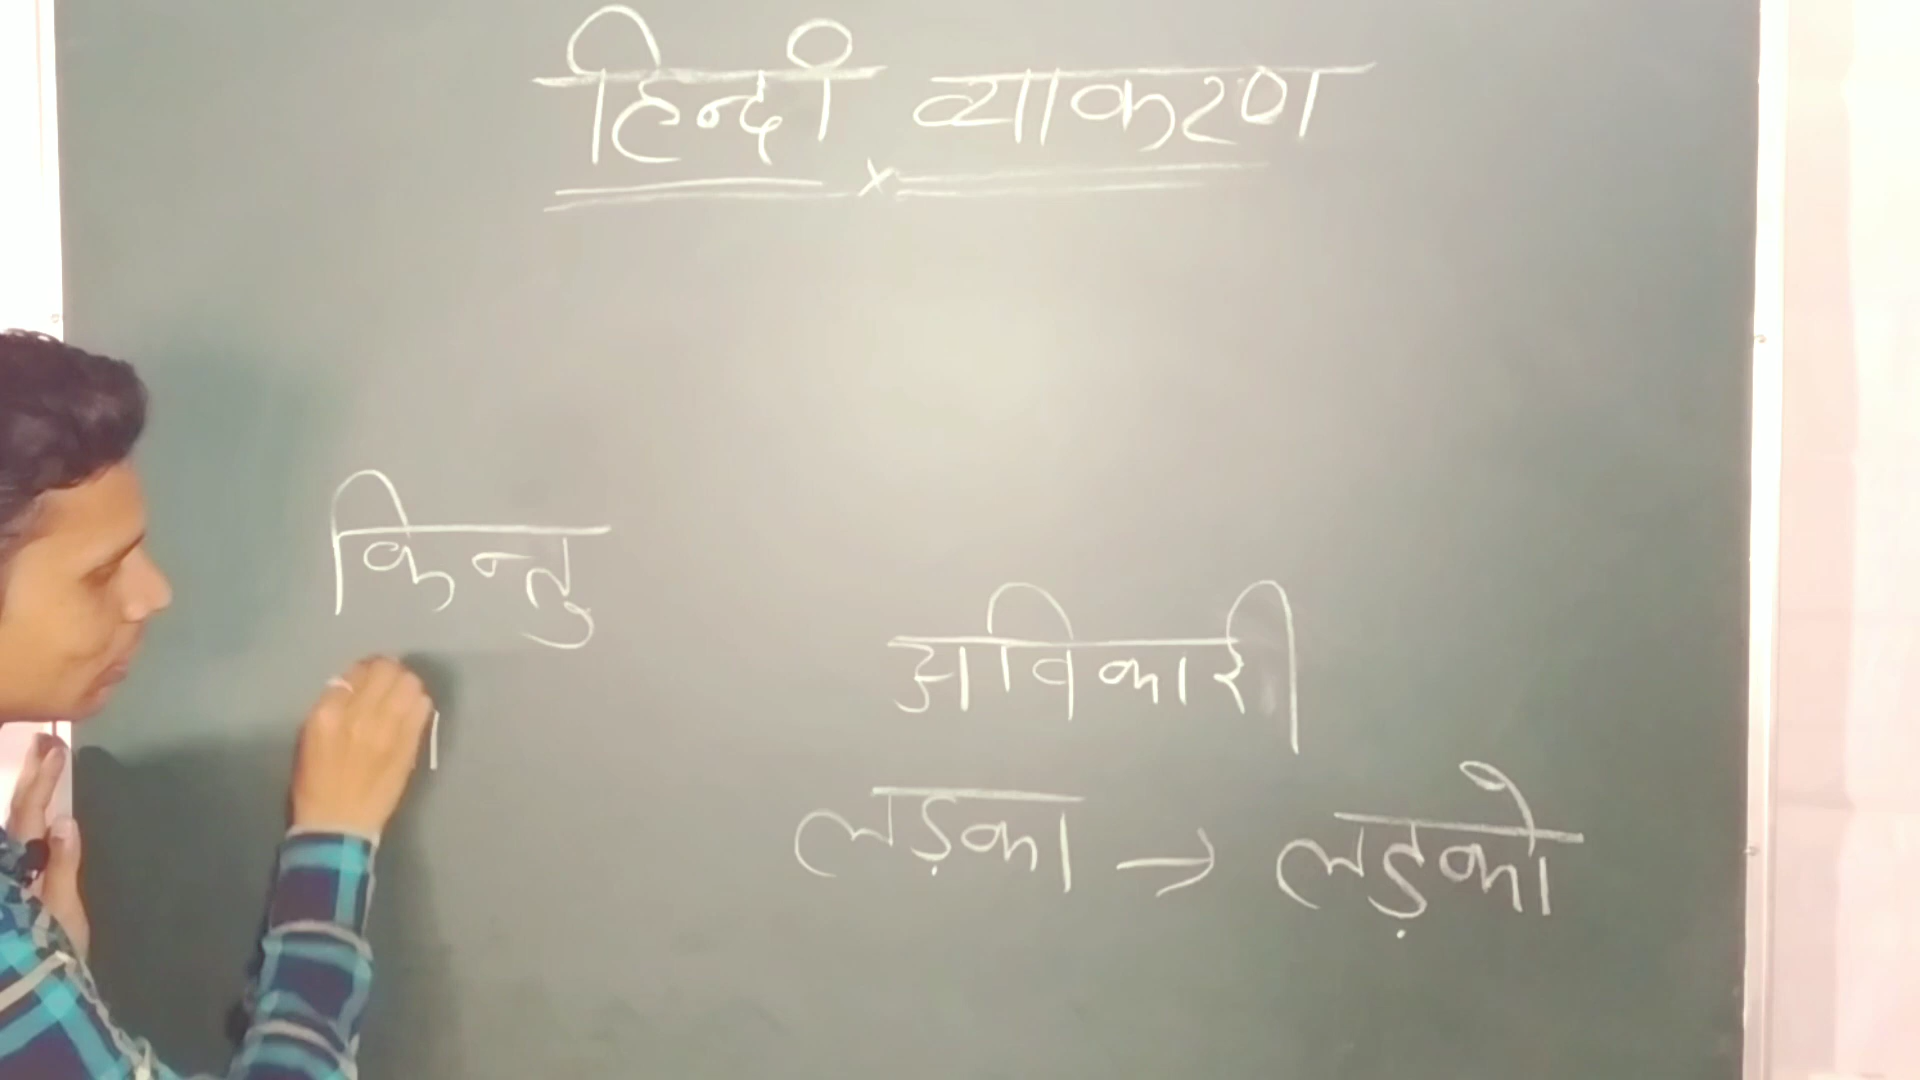 हिन्दी व्याकरण
किन्तु
अविकारी
लड़का → लड़को